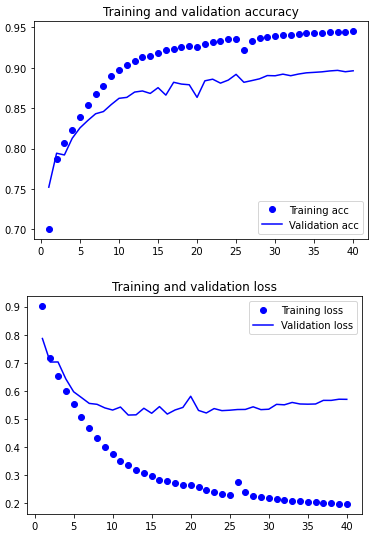 Training and validation accuracy
0.95
0.90
0.85
0.80
0.75
0.70
Training acc
Validation acc
0 5 10 15 20 25 30 35 40
Training and validation loss
0.9
0.8
0.7
0.6
0.5
0.4
0.3
0.2
Training loss
Validation loss
0 5 10 15 20 25 30 35 40